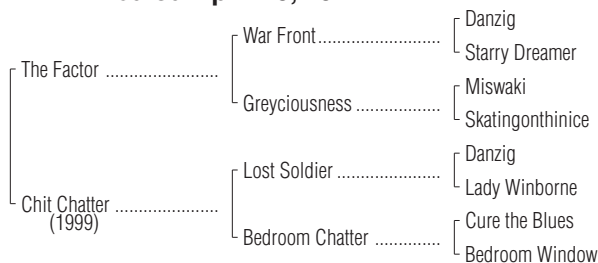 Danzig
War Front........................
Starry Dreamer
The Factor ......................
Miswaki
Greyciousness .................
Skatingonthinice
Danzig
Lost Soldier .....................
Lady Winborne
Chit Chatter ....................
(1999)
Cure the Blues
Bedroom Chatter .............
Bedroom Window